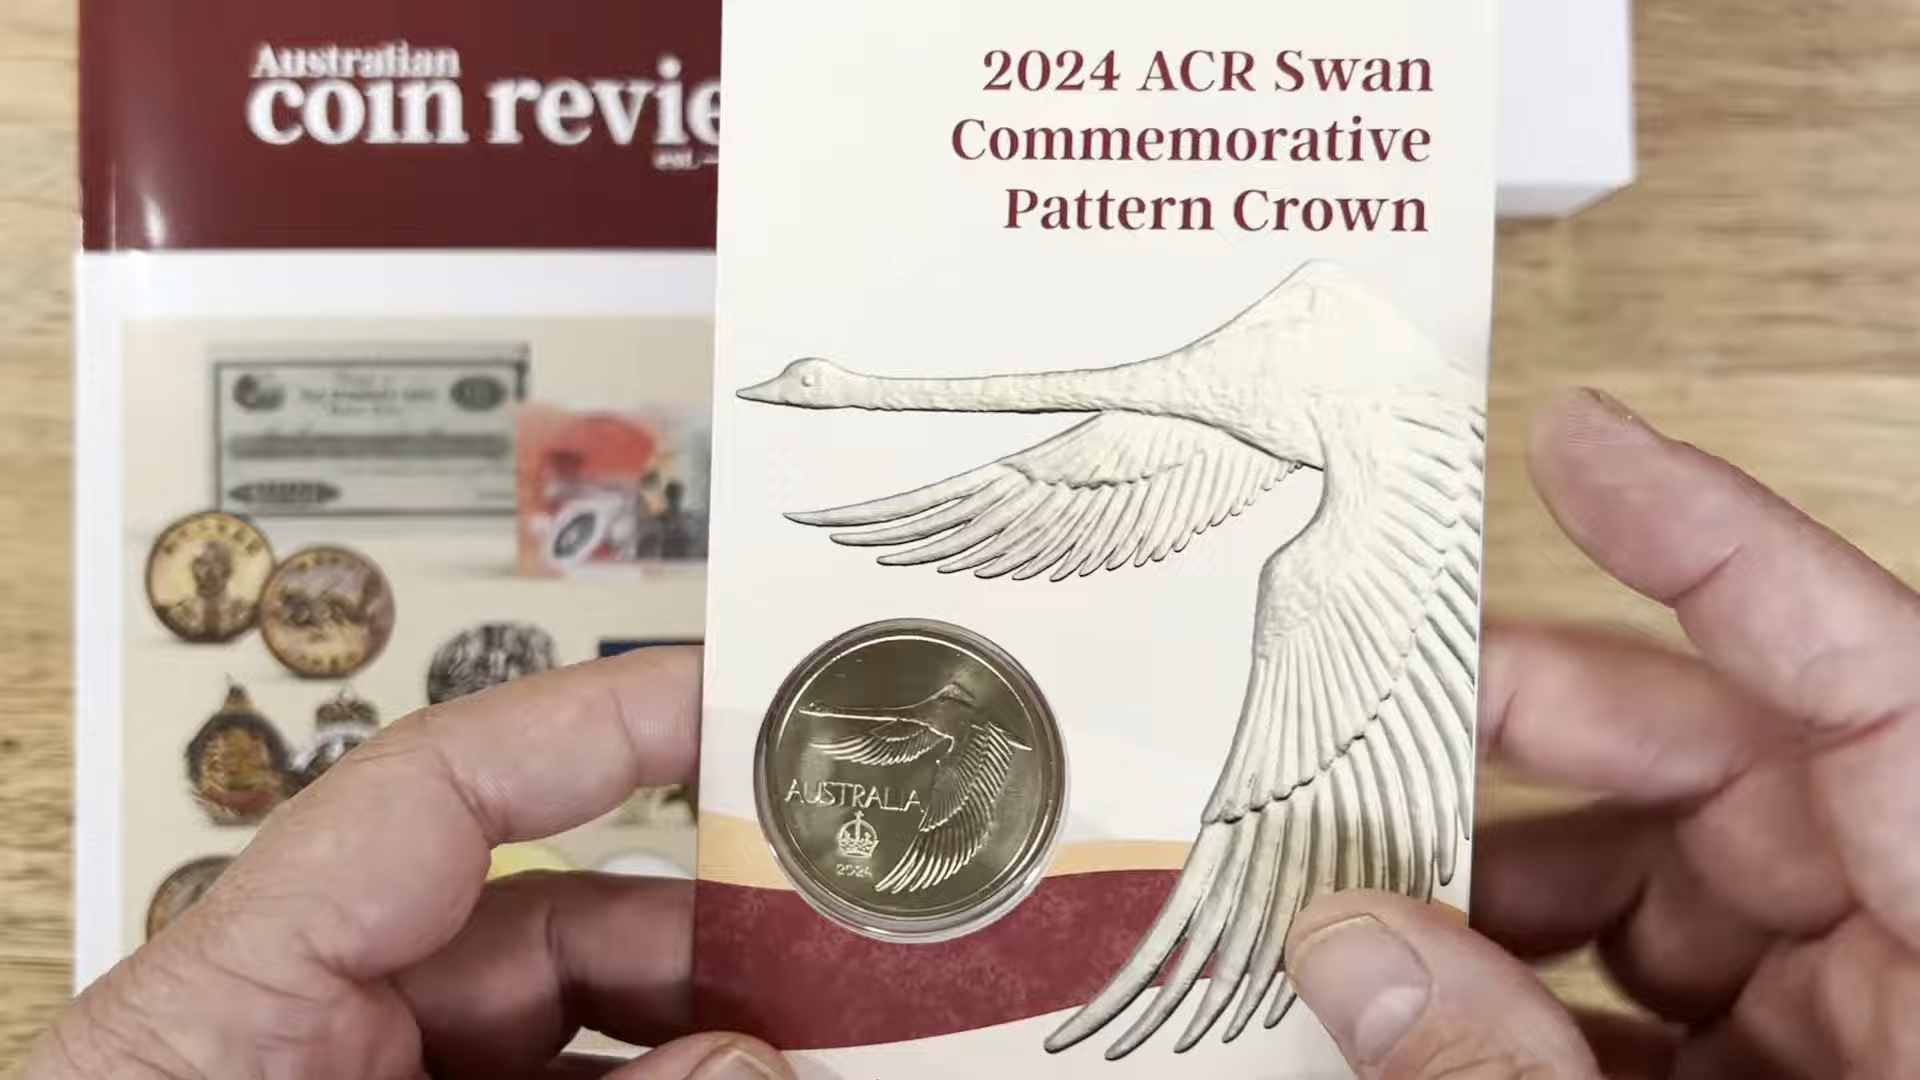 Australian
coin revie
2024 ACR Swan
Commemorative
Pattern Crown
AUSTRALIA
2024